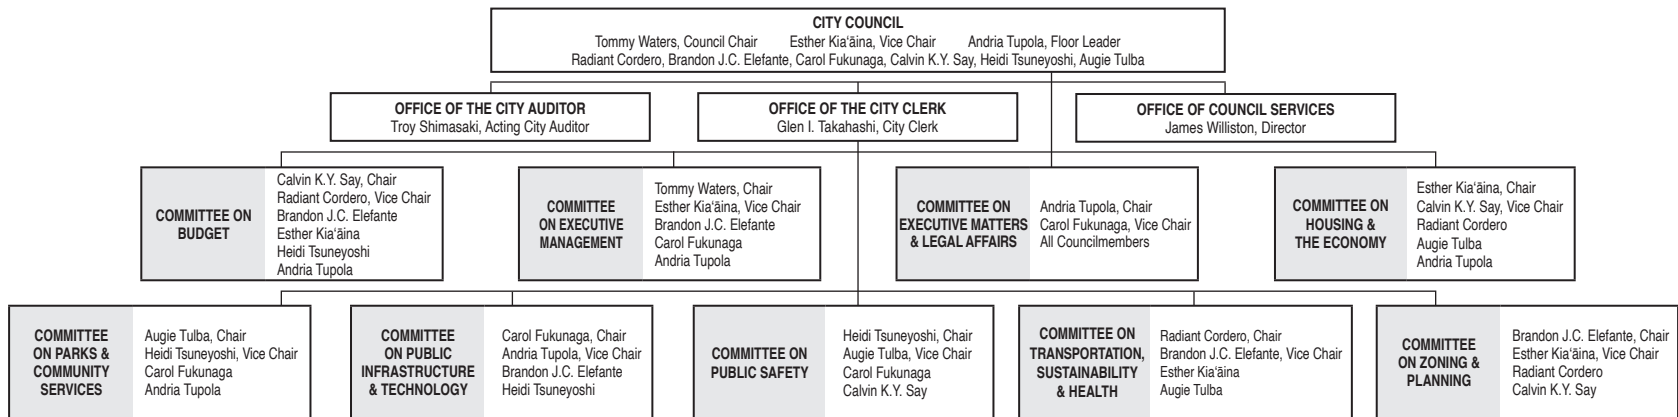 CITY COUNCIL
Tommy Waters, Council Chair Esther Kia‘āina, Vice Chair Andria Tupola, Floor Leader
Radiant Cordero, Brandon J.C. Elefante, Carol Fukunaga, Calvin K.Y. Say, Heidi Tsuneyoshi, Augie Tulba
OFFICE OF THE CITY AUDITOR
Troy Shimasaki, Acting City Auditor
OFFICE OF THE CITY CLERK
Glen I. Takahashi, City Clerk
OFFICE OF COUNCIL SERVICES
James Williston, Director
COMMITTEE ON
BUDGET
Calvin K.Y. Say, Chair
Radiant Cordero, Vice Chair
Brandon J.C. Elefante
Esther Kia‘āina
Heidi Tsuneyoshi
Andria Tupola
COMMITTEE
ON EXECUTIVE
MANAGEMENT
Tommy Waters, Chair
Esther Kia‘āina, Vice Chair
Brandon J.C. Elefante
Carol Fukunaga
Andria Tupola
COMMITTEE ON
EXECUTIVE MATTERS
& LEGAL AFFAIRS
Andria Tupola, Chair
Carol Fukunaga, Vice Chair
All Councilmembers
COMMITTEE ON
HOUSING &
THE ECONOMY
Esther Kia‘āina, Chair
Calvin K.Y. Say, Vice Chair
Radiant Cordero
Augie Tulba
Andria Tupola
COMMITTEE
ON PARKS &
COMMUNITY
SERVICES
Augie Tulba, Chair
Heidi Tsuneyoshi, Vice Chair
Carol Fukunaga
Andria Tupola
COMMITTEE
ON PUBLIC
INFRASTRUCTURE
& TECHNOLOGY
Carol Fukunaga, Chair
Andria Tupola, Vice Chair
Brandon J.C. Elefante
Heidi Tsuneyoshi
COMMITTEE ON
PUBLIC SAFETY
Heidi Tsuneyoshi, Chair
Augie Tulba, Vice Chair
Carol Fukunaga
Calvin K.Y. Say
COMMITTEE ON
TRANSPORTATION,
SUSTAINABILITY
& HEALTH
Radiant Cordero, Chair
Brandon J.C. Elefante, Vice Chair
Esther Kia‘āina
Augie Tulba
COMMITTEE
ON ZONING &
PLANNING
Brandon J.C. Elefante, Chair
Esther Kia‘āina, Vice Chair
Radiant Cordero
Calvin K.Y. Say